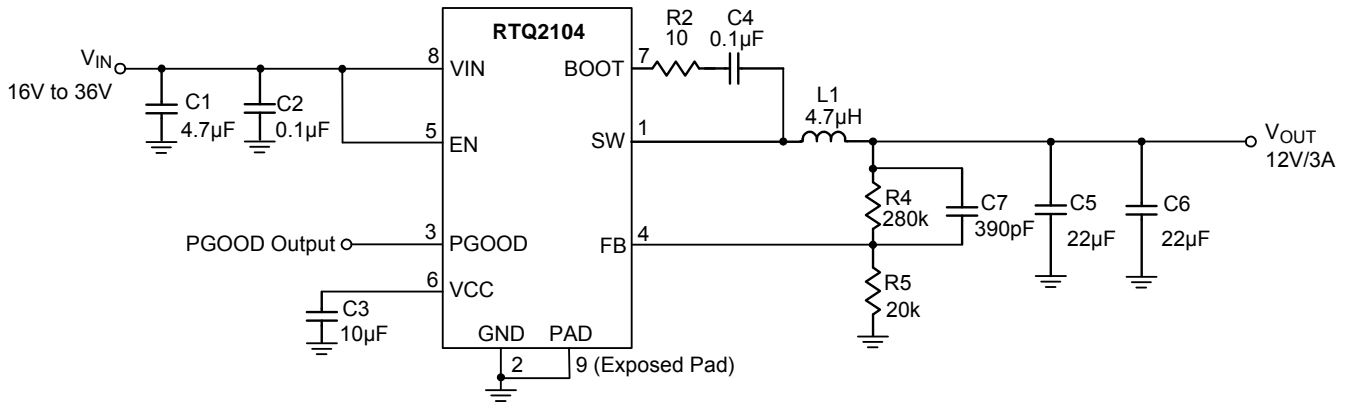 RTQ2104
R2
10
C4
0.1µF
VIN
16V to 36V
8
VIN
BOOT
7
C1
4.7µF
C2
0.1µF
L1
4.7µH
5
EN
SW
1
VOUT
12V/3A
R4
280k
C7
390pF
C5
22µF
C6
22µF
PGOOD Output
3
PGOOD
FB
4
6
VCC
R5
20k
C3
10µF
GND
PAD
2
9 (Exposed Pad)